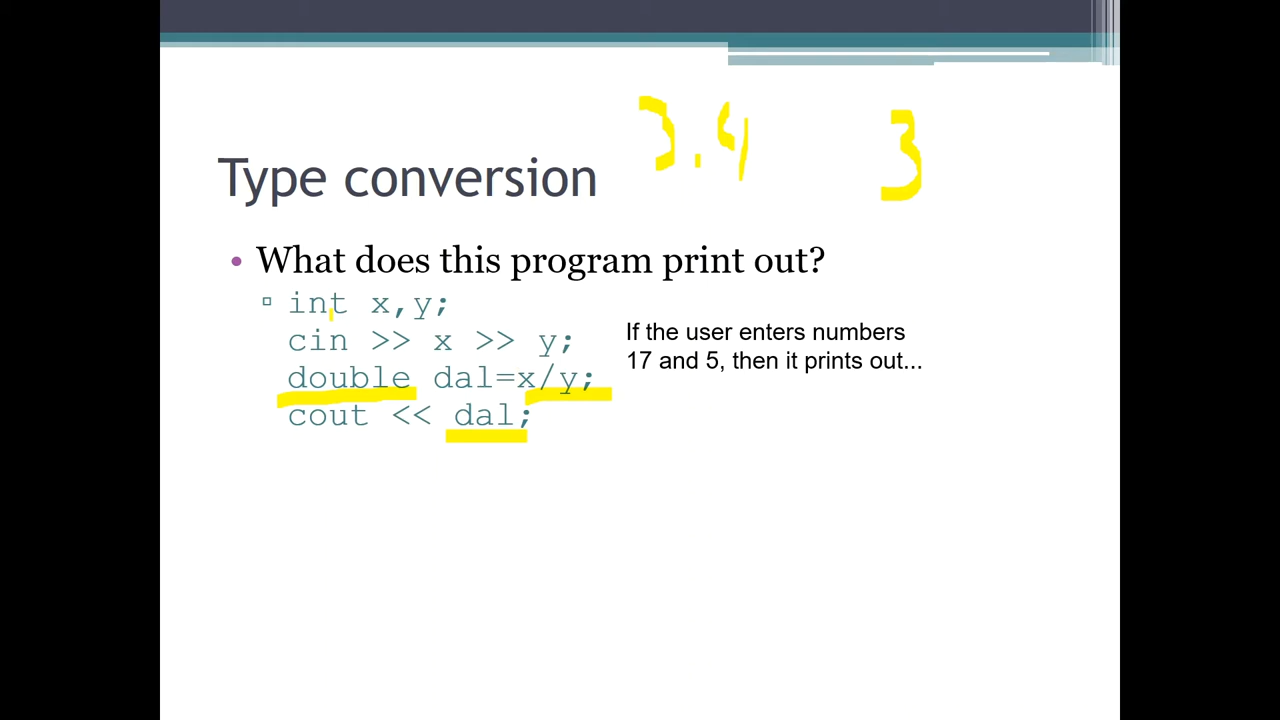 3.4 3
Type conversion
• What does this program print out?
▫ int x,y;
cin >> x >> y;
double dal=x/y;
cout << dal;
If the user enters numbers
17 and 5, then it prints out...